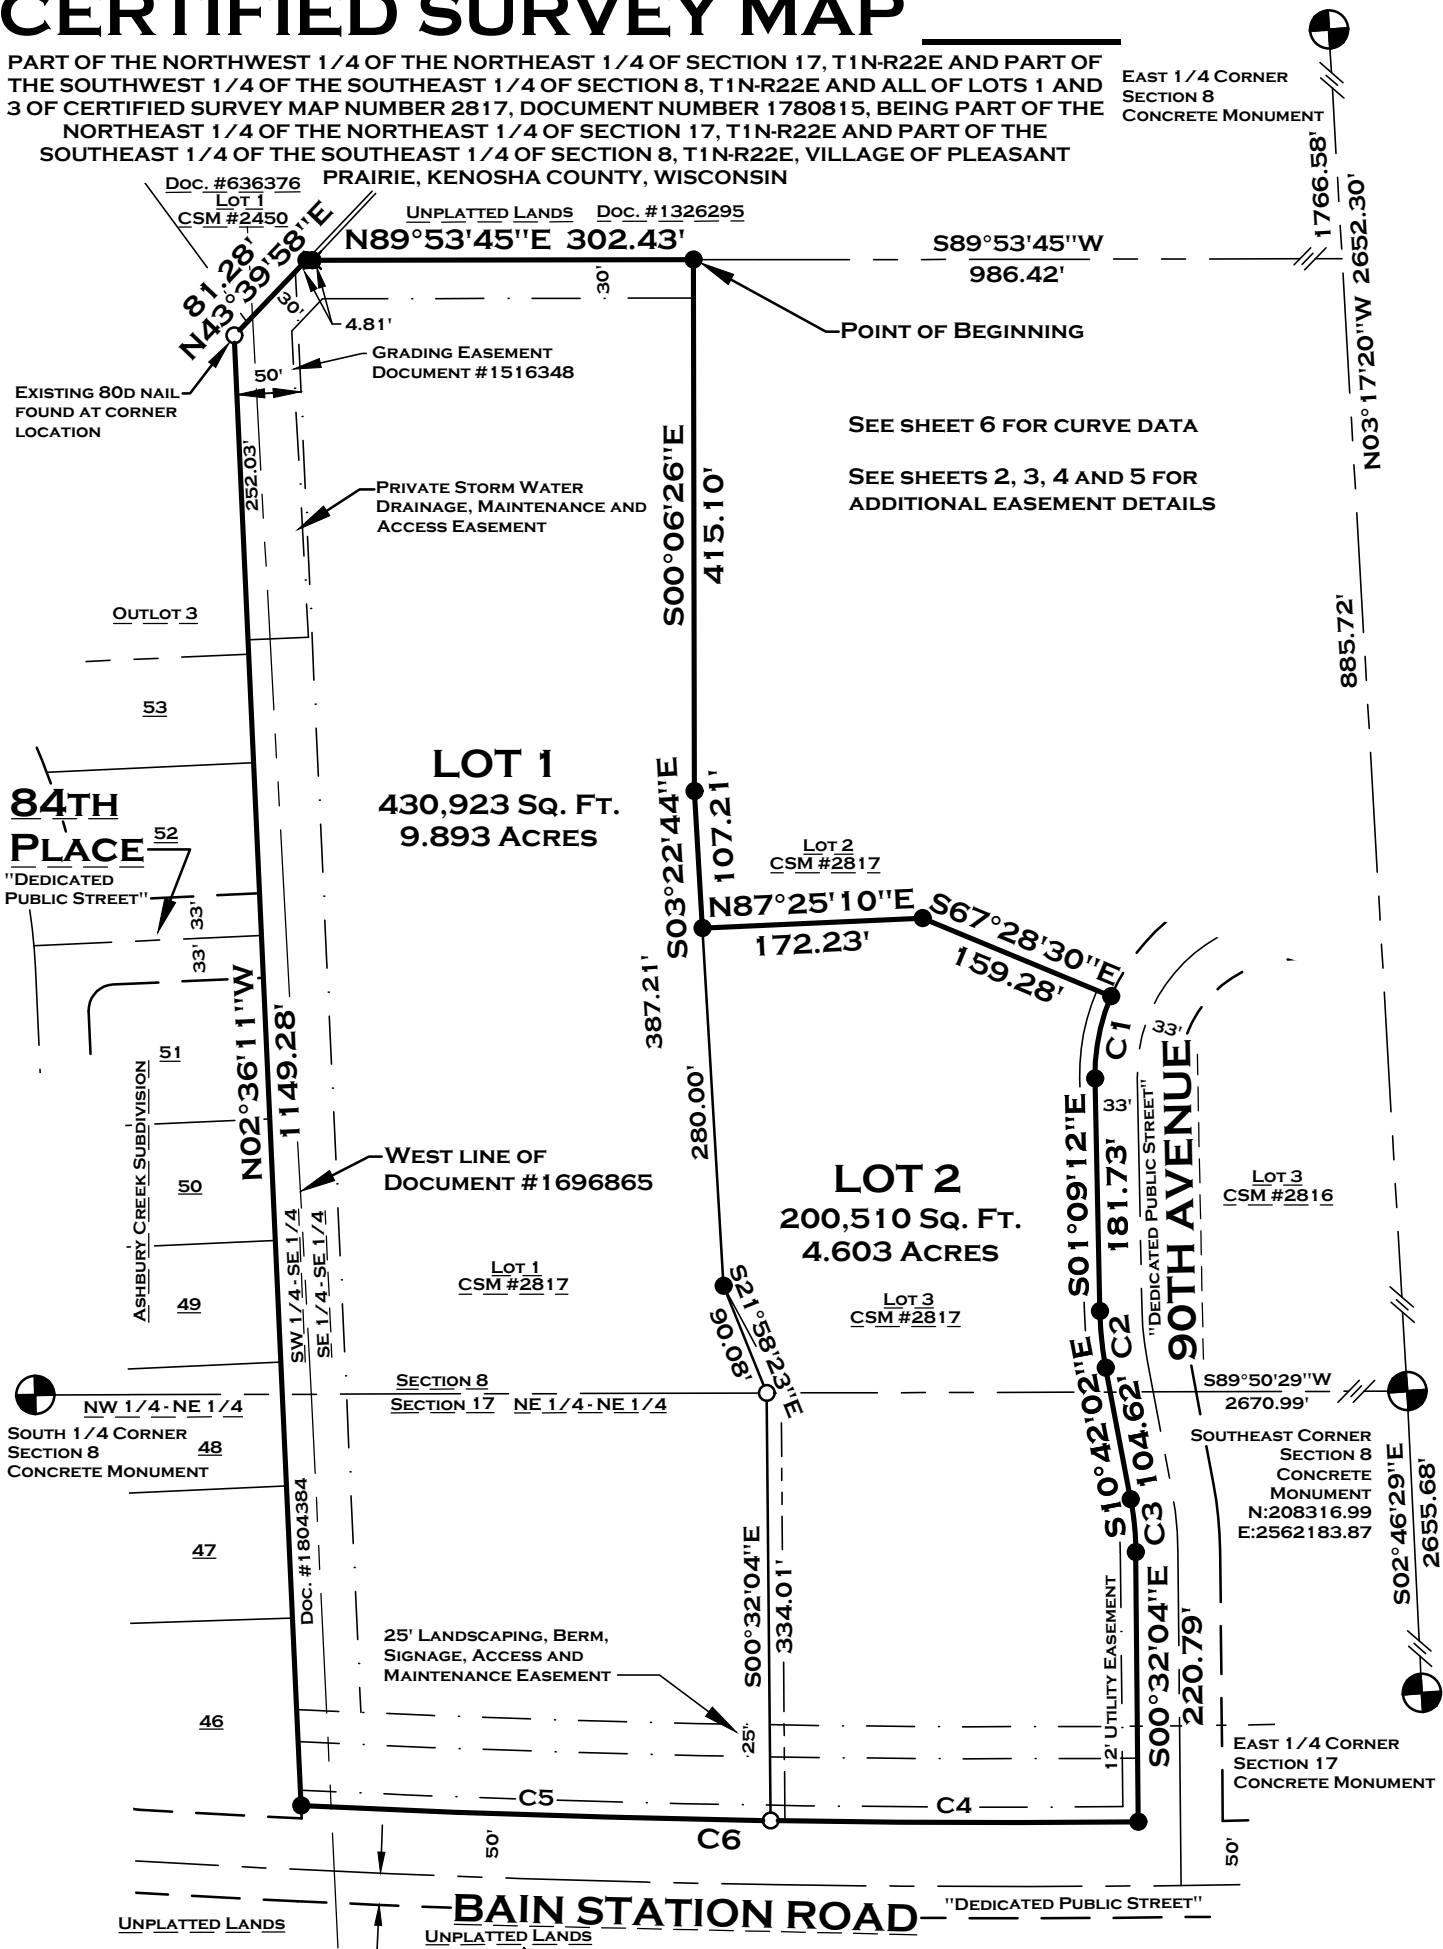 CERTIFIED SURVEY MAP
PART OF THE NORTHWEST 1/4 OF THE NORTHEAST 1/4 OF SECTION 17, T1N-R22E AND PART OF
THE SOUTHWEST 1/4 OF THE SOUTHEAST 1/4 OF SECTION 8, T1N-R22E AND ALL OF LOTS 1 AND
3 OF CERTIFIED SURVEY MAP NUMBER 2817, DOCUMENT NUMBER 1780815, BEING PART OF THE
NORTHEAST 1/4 OF THE NORTHEAST 1/4 OF SECTION 17, T1N-R22E AND PART OF THE
SOUTHEAST 1/4 OF THE SOUTHEAST 1/4 OF SECTION 8, T1N-R22E, VILLAGE OF PLEASANT
PRAIRIE, KENOSHA COUNTY, WISCONSIN
EAST 1/4 CORNER
SECTION 8
CONCRETE MONUMENT
1766.58'
N03°17'20"W 2652.30'
885.72'
DOC. #636376
LOT 1
CSM #2450
UNPLATTED LANDS DOC. #1326295
N89°53'45"E 302.43'
S89°53'45"W
986.42'
81.28'
N43°39'58"E
30'
30'
4.81'
POINT OF BEGINNING
GRADING EASEMENT
DOCUMENT #1516348
50'
EXISTING 80D NAIL
FOUND AT CORNER
LOCATION
SEE SHEET 6 FOR CURVE DATA
SEE SHEETS 2, 3, 4 AND 5 FOR
ADDITIONAL EASEMENT DETAILS
252.03'
PRIVATE STORM WATER
DRAINAGE, MAINTENANCE AND
ACCESS EASEMENT
S00°06'26"E
415.10'
OUTLOT 3
53
LOT 1
430,923 SQ. FT.
9.893 ACRES
S03°22'44"E
107.21'
84TH
PLACE
"DEDICATED
PUBLIC STREET"
52
33'
33'
LOT 2
CSM #2817
N87°25'10"E
172.23'
S67°28'30"E
159.28'
387.21'
280.00'
N02°36'11"W
1149.28'
C1
33'
33'
51
ASHBURY CREEK SUBDIVISION
WEST LINE OF
DOCUMENT #1696865
50
LOT 2
200,510 SQ. FT.
4.603 ACRES
S01°09'12"E
181.73'
"DEDICATED PUBLIC STREET"
90TH AVENUE
LOT 3
CSM #2816
SW 1/4-SE 1/4
SE 1/4-SE 1/4
LOT 1
CSM #2817
49
LOT 3
CSM #2817
S21°58'23"E
90.08'
C2
SECTION 8
SECTION 17 NE 1/4-NE 1/4
NW 1/4-NE 1/4
SOUTH 1/4 CORNER
SECTION 8
CONCRETE MONUMENT
48
S89°50'29"W
2670.99'
SOUTHEAST CORNER
SECTION 8
CONCRETE
MONUMENT
N:208316.99
E:2562183.87
S10°42'02"E
104.62'
C3
S02°46'29"E
2655.68'
DOC. #1804384
47
S00°32'04"E
334.01'
12' UTILITY EASEMENT
S00°32'04"E
220.79'
25' LANDSCAPING, BERM,
SIGNAGE, ACCESS AND
MAINTENANCE EASEMENT
25'
46
EAST 1/4 CORNER
SECTION 17
CONCRETE MONUMENT
C5
C4
C6
50'
50'
BAIN STATION ROAD
"DEDICATED PUBLIC STREET"
UNPLATTED LANDS
UNPLATTED LANDS